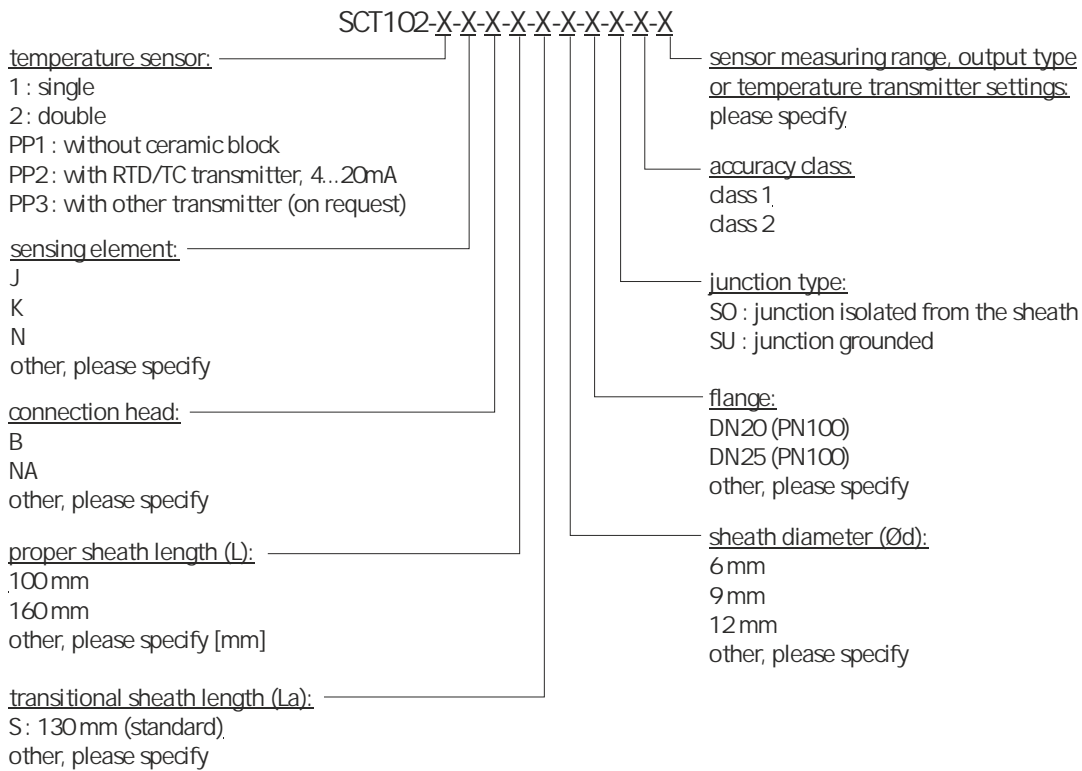 SCT102-X-X-X-X-X-X-X-X-X-X
temperature sensor:
1 : single
2 : double
PP1 : without ceramic block
PP2 : with RTD/TC transmitter, 4...20mA
PP3 : with other transmitter (on request)
sensing element:
J
K
N
other, please specify
connection head:
B
NA
other, please specify
proper sheath length (L):
100 mm
160 mm
other, please specify [mm]
transitional sheath length (La):
S : 130 mm (standard)
other, please specify
sensor measuring range, output type
or temperature transmitter settings:
please specify
accuracy class:
class 1
class 2
junction type:
SO : junction isolated from the sheath
SU : junction grounded
flange:
DN20 (PN100)
DN25 (PN100)
other, please specify
sheath diameter (Ød):
6 mm
9 mm
12 mm
other, please specify